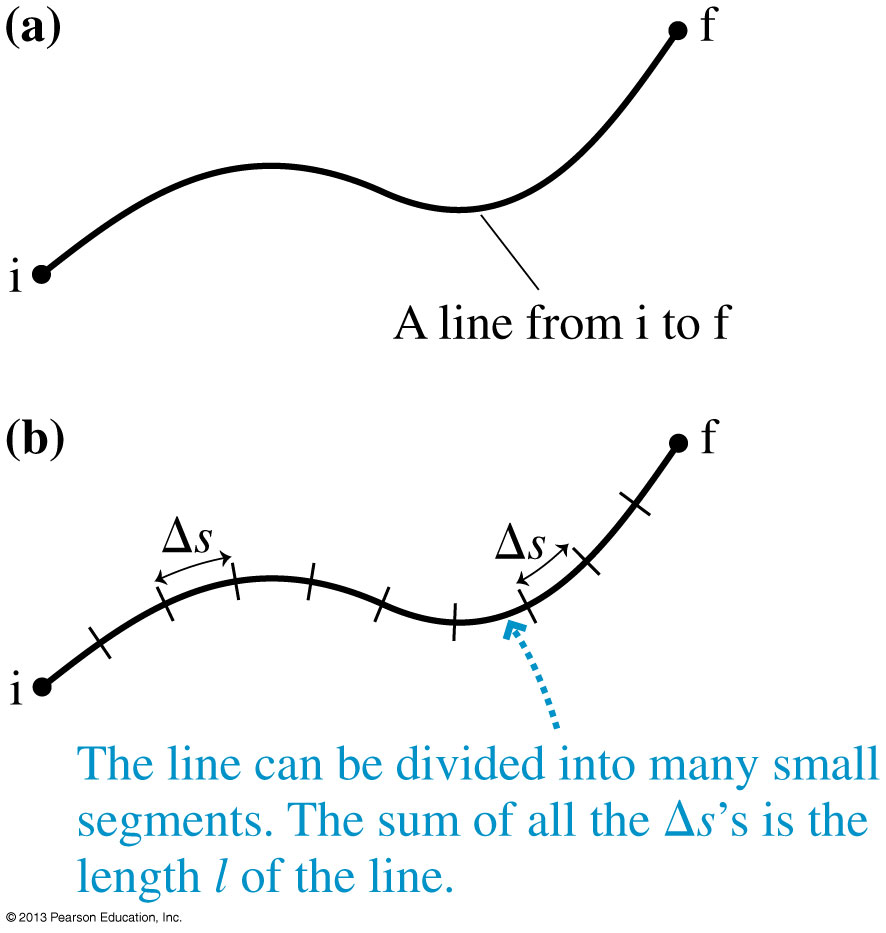 (a)
f
i
A line from i to f
(b)
f
Δs
Δs
i
The line can be divided into many small
segments. The sum of all the Δs’s is the
length l of the line.
© 2013 Pearson Education, Inc.